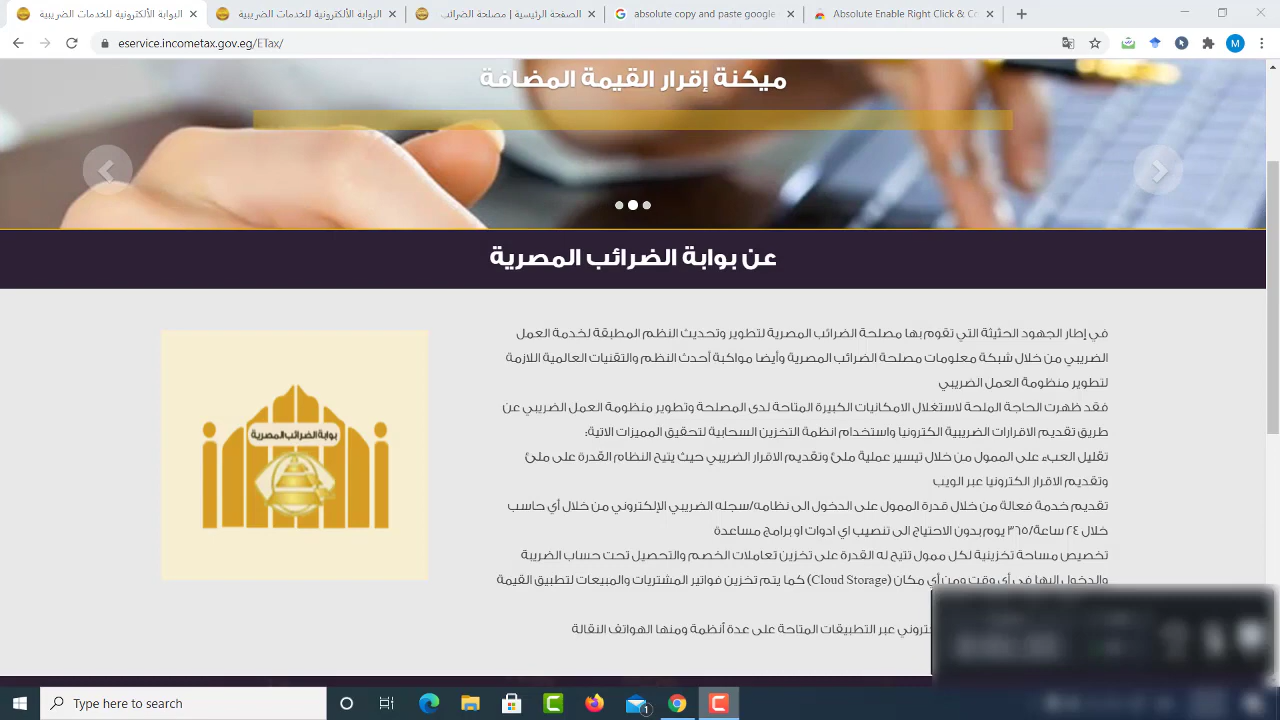 البوابة الألكترونية للخدمات الضريبية
البوابة الألكترونية للخدمات الضريبية
الصفحة الرئيسية | مصلحة الضرائب
absolute copy and paste google
Absolute Enable Right Click & Co
eservice.incometax.gov.eg/ETax/
M
ميكنة إقرار القيمة المضافة
عن بوابة الضرائب المصرية
في إطار الجهود الحثيثة التي تقوم بها مصلحة الضرائب المصرية لتطوير وتحديث النظم المطبقة لخدمة العمل
الضريبي من خلال شبكة معلومات مصلحة الضرائب المصرية وأيضا مواكبة أحدث النظم والتقنيات العالمية اللازمة
لتطوير منظومة العمل الضريبي
فقد ظهرت الحاجة الملحة لاستغلال الامكانيات الكبيرة المتاحة لدى المصلحة وتطوير منظومة العمل الضريبي عن
طريق تقديم الاقرارات الضريبية الكترونيا واستخدام انظمة التخزين السحابية لتحقيق المميزات الاتية:
تقليل العبء على الممول من خلال تيسير عملية ملئ وتقديم الاقرار الضريبي حيث يتيح النظام القدرة على ملئ
وتقديم الاقرار الكترونيا عبر الويب
تقديم خدمة فعالة من خلال قدرة الممول على الدخول الى نظامه/سجله الضريبي الإلكتروني من خلال أي حاسب
خلال ٢٤ ساعة/٣٦٥ يوم بدون الاحتياج الى تنصيب اي ادوات او برامج مساعدة
تخصيص مساحة تخزينية لكل ممول تتيح له القدرة على تخزين تعاملات الخصم والتحصيل تحت حساب الضريبة
والدخول اليها في أي وقت ومن أي مكان (Cloud Storage) كما يتم تخزين فواتير المشتريات والمبيعات لتطبيق القيمة
عبر التطبيقات المتاحة على عدة أنظمة ومنها الهواتف النقالة
بوابة الضرائب المصرية
Type here to search
1